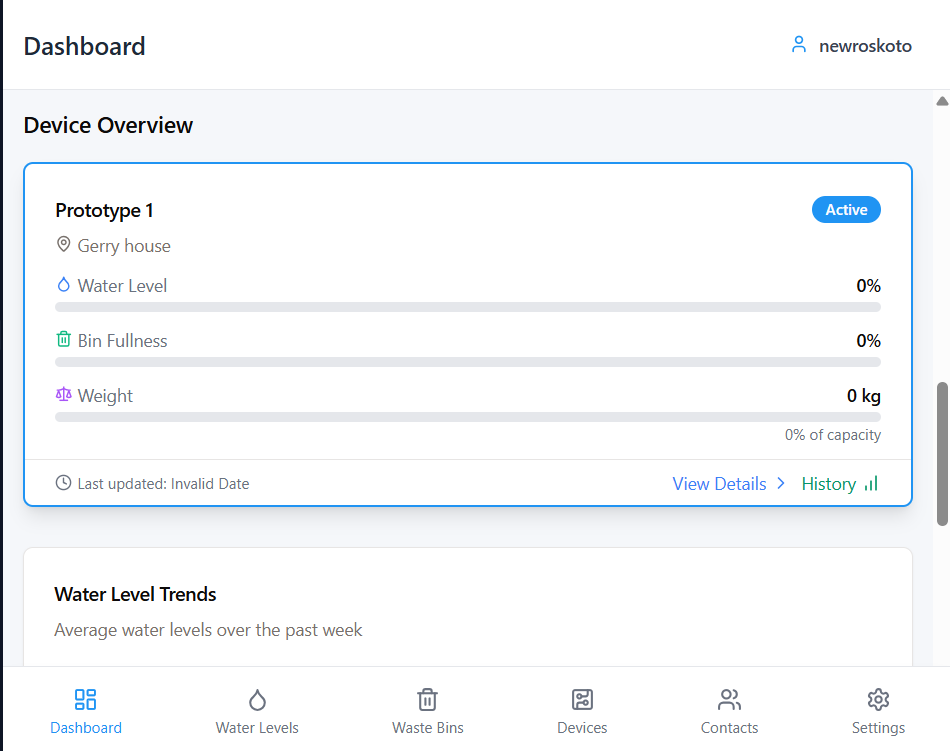 Dashboard
newroskoto
Device Overview
Prototype 1
Active
Gerry house
Water Level
0%
Bin Fullness
0%
Weight
0 kg
0% of capacity
Last updated: Invalid Date
View Details
History
Water Level Trends
Average water levels over the past week
Dashboard
Water Levels
Waste Bins
Devices
Contacts
Settings